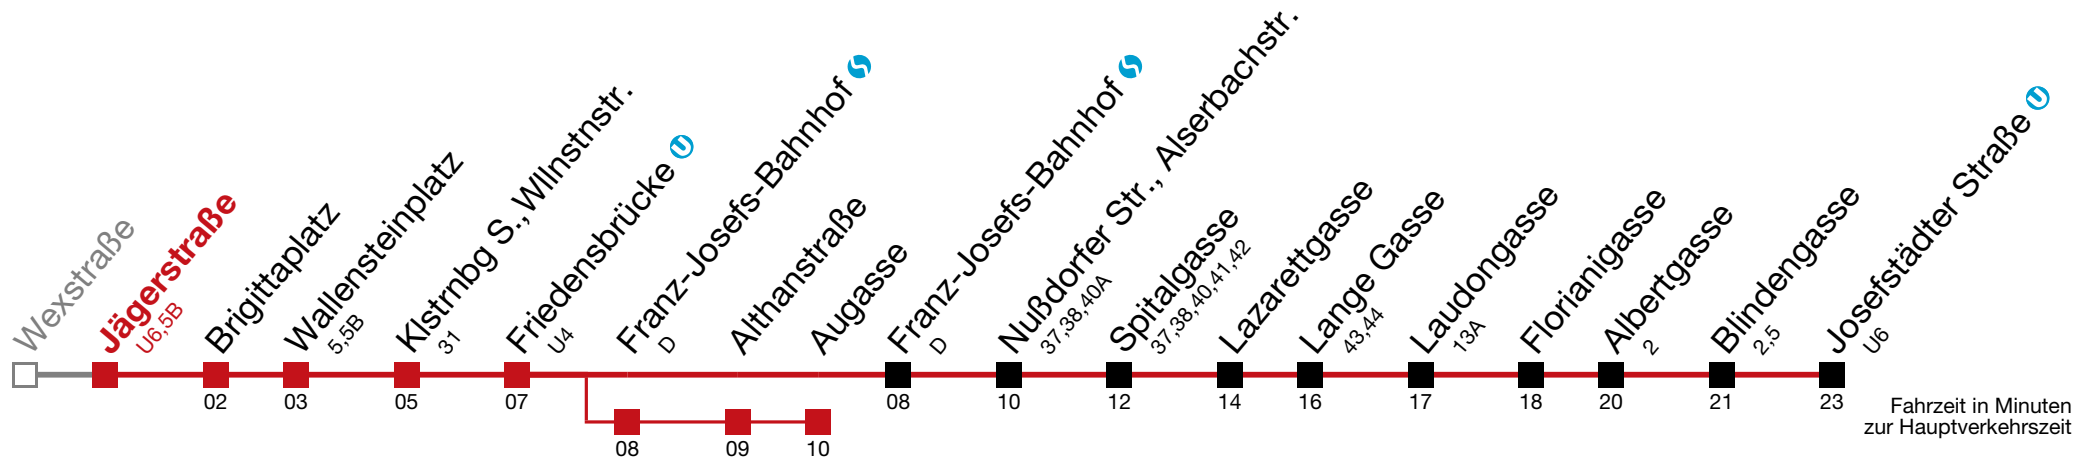 Wexstraße
Jägerstraße
U6,5B
Brigittaplatz
Wallensteinplatz
5,5B
Klstrnbg S., Wllnstnstr.
31
Friedensbrücke
U4
Franz-Josefs-Bahnhof
D
Althanstraße
Augasse
Franz-Josefs-Bahnhof
D
Nußdorfer Str., Alserbachstr.
37,38,40A
Spitalgasse
37,38,40,41,42
Lazarettgasse
Lange Gasse
43,44
Laudongasse
13A
Florianigasse
Albertgasse
2
Blindengasse
2,5
Josefstädter Straße U
U6
02 03 05 07 08 10 12 14 16 17 18 20 21 23
08 09 10
Fahrzeit in Minuten
zur Hauptverkehrszeit